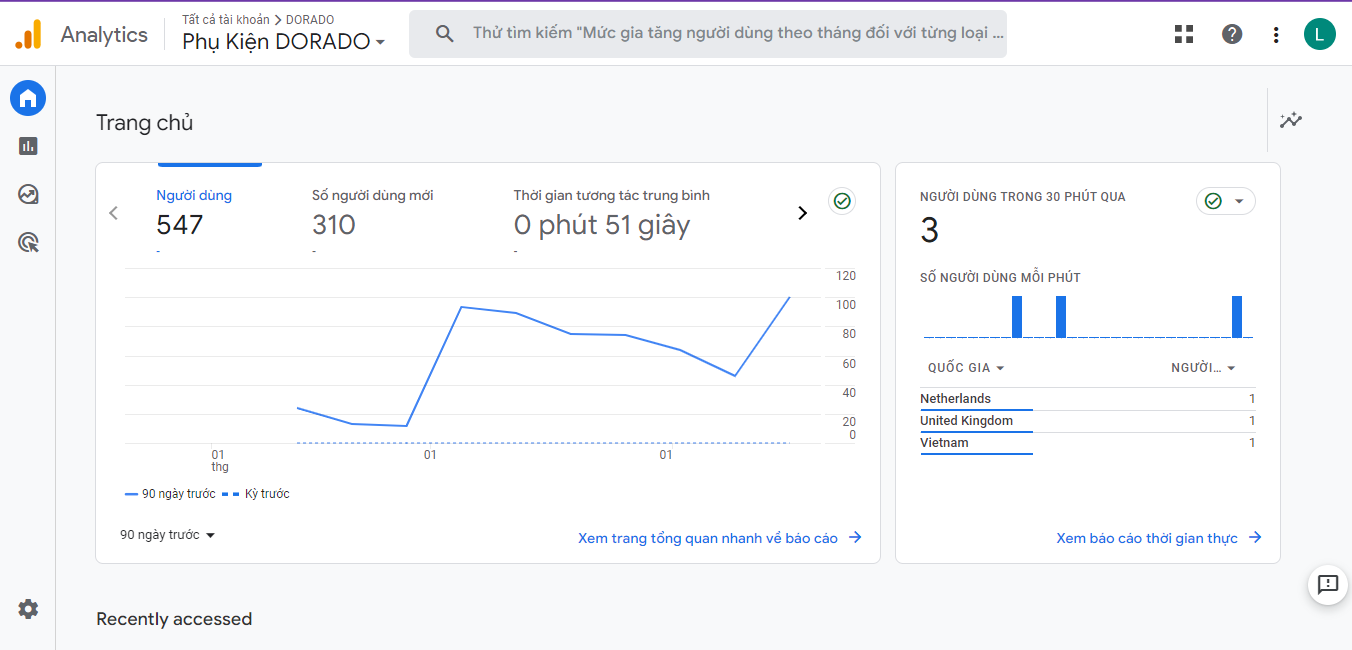 Analytics
Tất cả tài khoản > DORADO
Phụ Kiện DORADO
Thử tìm kiếm "Mức gia tăng người dùng theo tháng đối với từng loại ...
L
Trang chủ
Người dùng
547
-
Số người dùng mới
310
-
Thời gian tương tác trung bình
0 phút 51 giây
-
120
100
80
60
40
20
0
01
thg
01
01
90 ngày trước
Kỳ trước
90 ngày trước
Xem trang tổng quan nhanh về báo cáo
NGƯỜI DÙNG TRONG 30 PHÚT QUA
3
SỐ NGƯỜI DÙNG MỖI PHÚT
QUỐC GIA
NGƯỜI...
Netherlands 1
United Kingdom 1
Vietnam 1
Xem báo cáo thời gian thực
Recently accessed